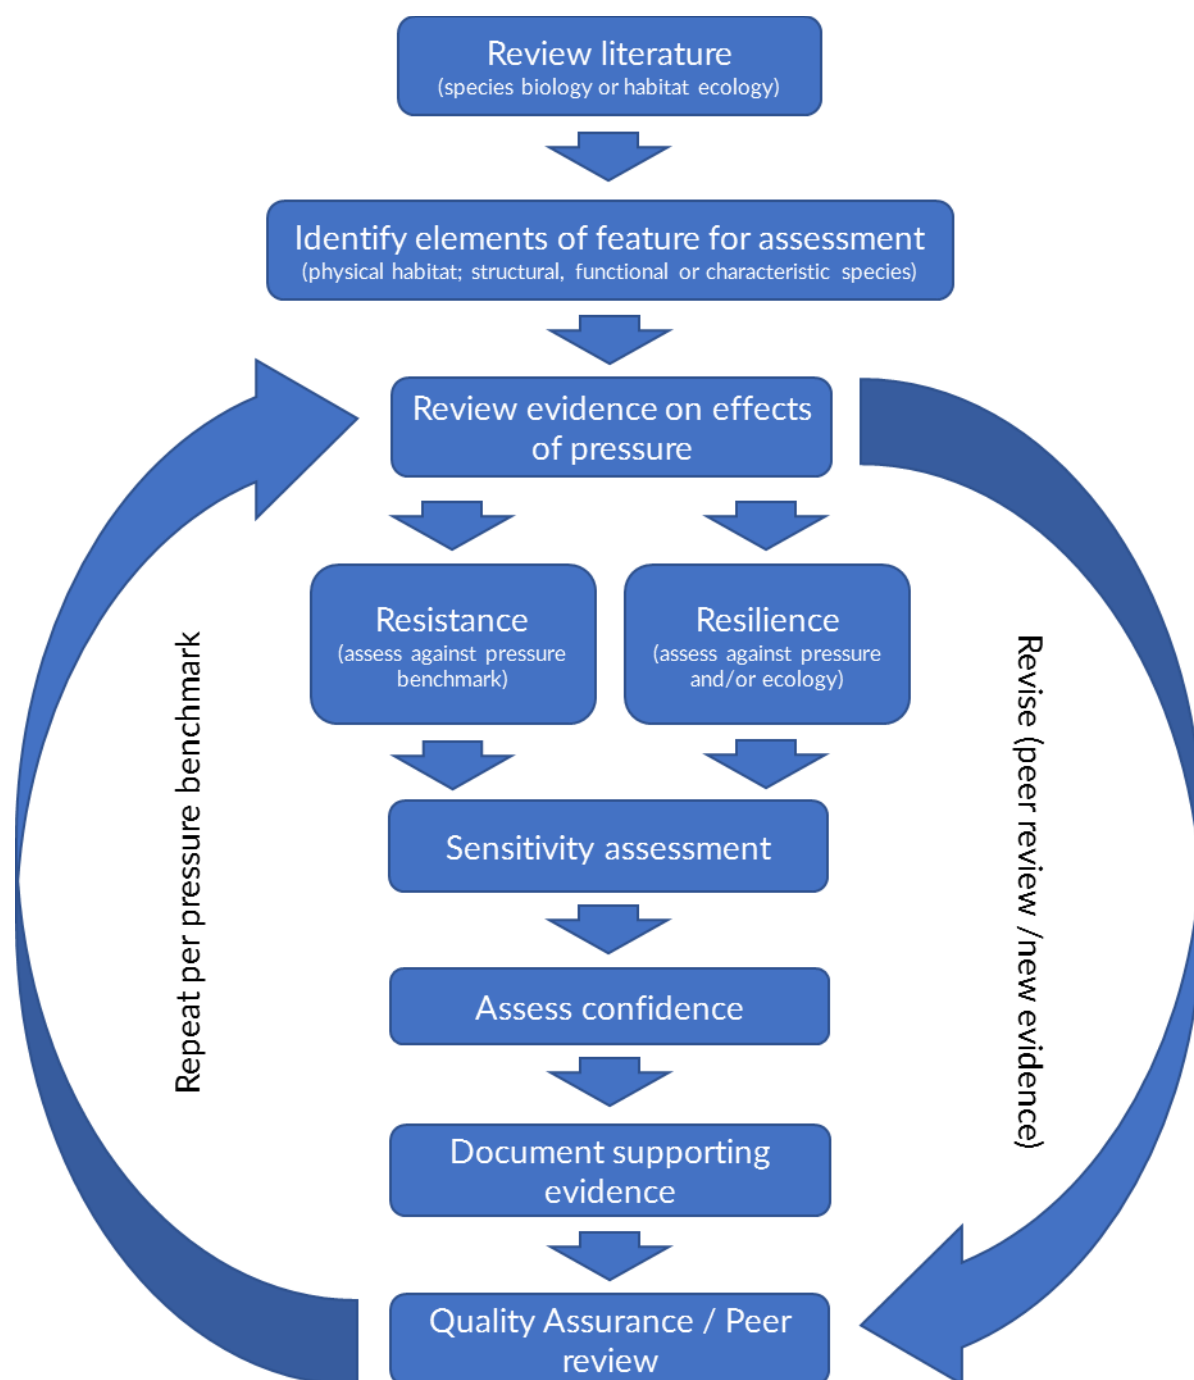 Review literature
(species biology or habitat ecology)
Identify elements of feature for assessment
(physical habitat; structural, functional or characteristic species)
Review evidence on effects
of pressure
Resistance
(assess against pressure
benchmark)
Resilience
(assess against pressure
and/or ecology)
Repeat per pressure benchmark
Revise (peer review /new evidence)
Sensitivity assessment
Assess confidence
Document supporting
evidence
Quality Assurance / Peer
review